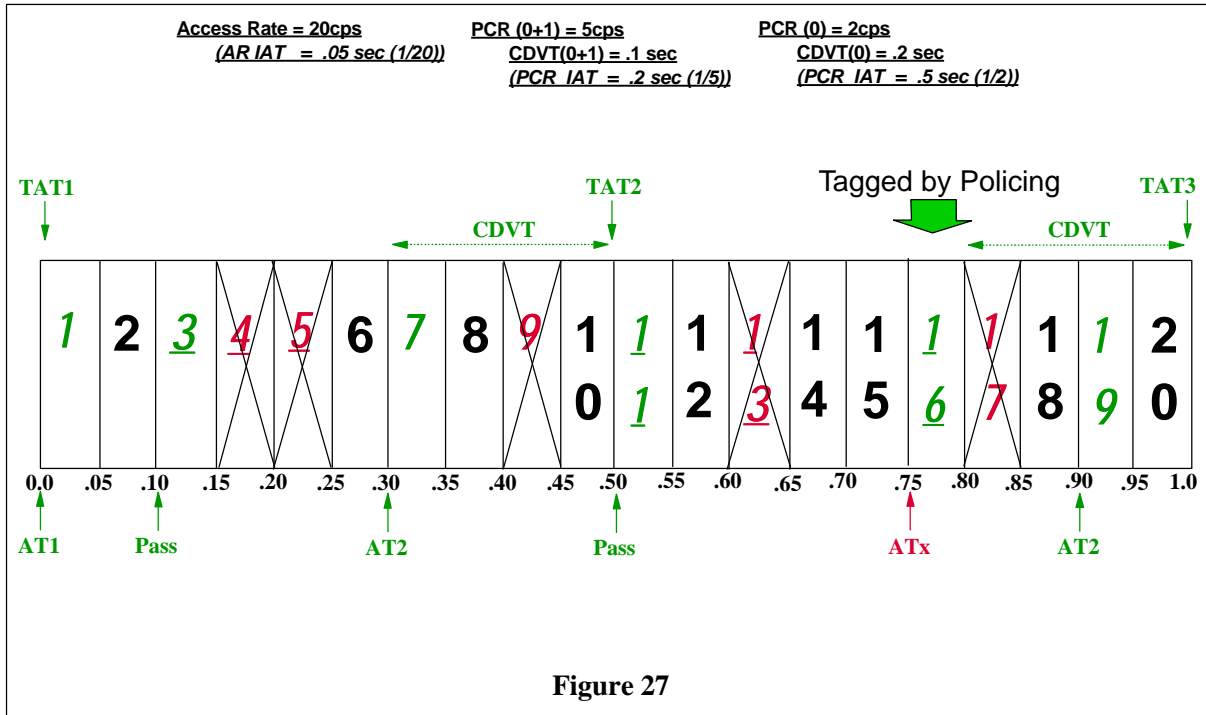 Access Rate = 20cps PCR (0+1) = 5cps PCR (0) = 2cps
(AR IAT = .05 sec (1/20)) CDVT(0+1) = .1 sec CDVT(0) = .2 sec
(PCR IAT = .2 sec (1/5)) (PCR IAT = .5 sec (1/2))
TAT1 TAT2 Tagged by Policing TAT3
CDVT CDVT
1 2 3 4 5 6 7 8 9 1 1 1 1 1 1 1 1 1 1 2
0 1 2 3 4 5 6 7 8 9 0
0.0 .05 .10 .15 .20 .25 .30 .35 .40 .45 .50 .55 .60 .65 .70 .75 .80 .85 .90 .95 1.0
AT1 Pass AT2 Pass ATx AT2
Figure 27